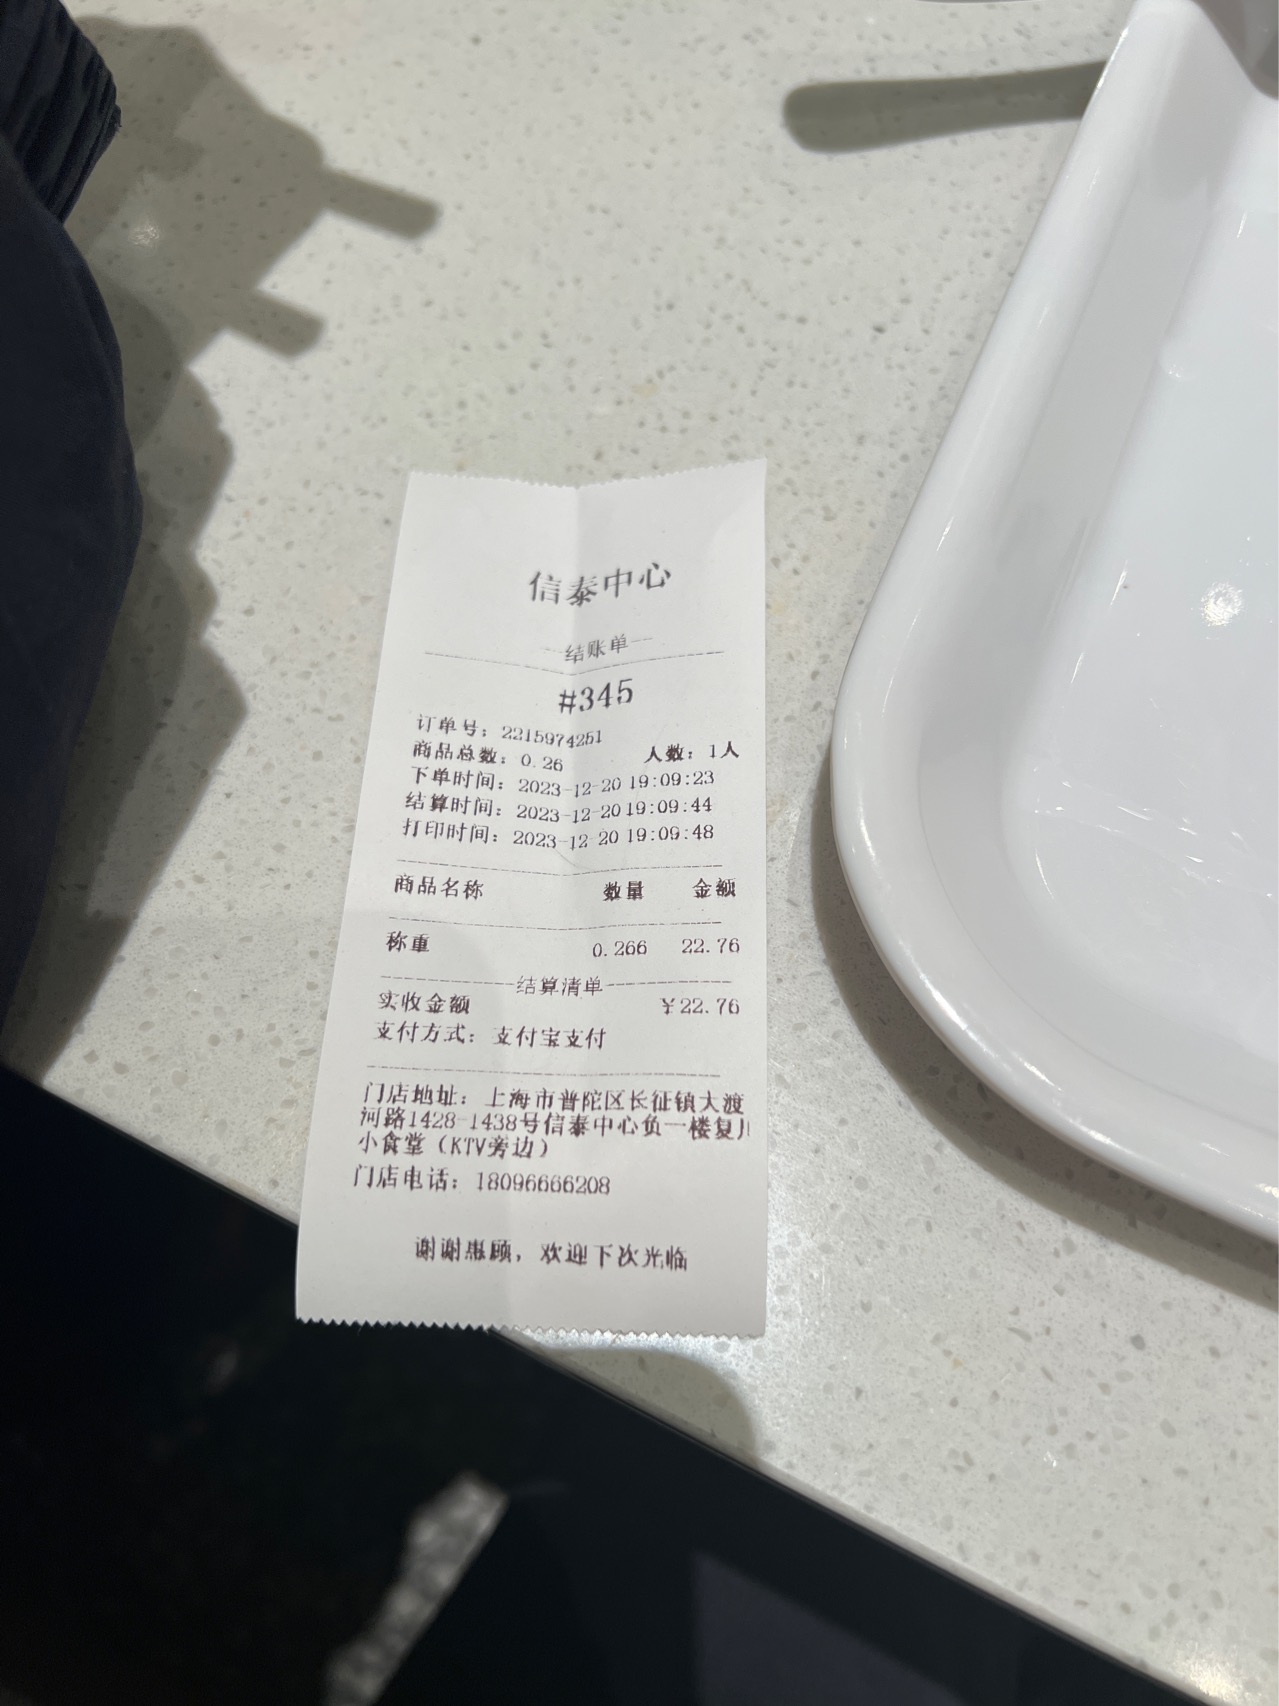 信泰中心
结账单
#345
订单号：2215974251
商品总数：0.26 人数：1人
下单时间：2023-12-20 19:09:23
结算时间：2023-12-20 19:09:44
打印时间：2023-12-20 19:09:48
商品名称 数量 金额
称重 0.266 22.76
结算清单
实收金额 ￥22.76
支付方式：支付宝支付
门店地址：上海市普陀区长征镇大渡
河路1428-1438号信泰中心负一楼复
小食堂（KTV旁边）
门店电话：18096666208
谢谢惠顾，欢迎下次光临